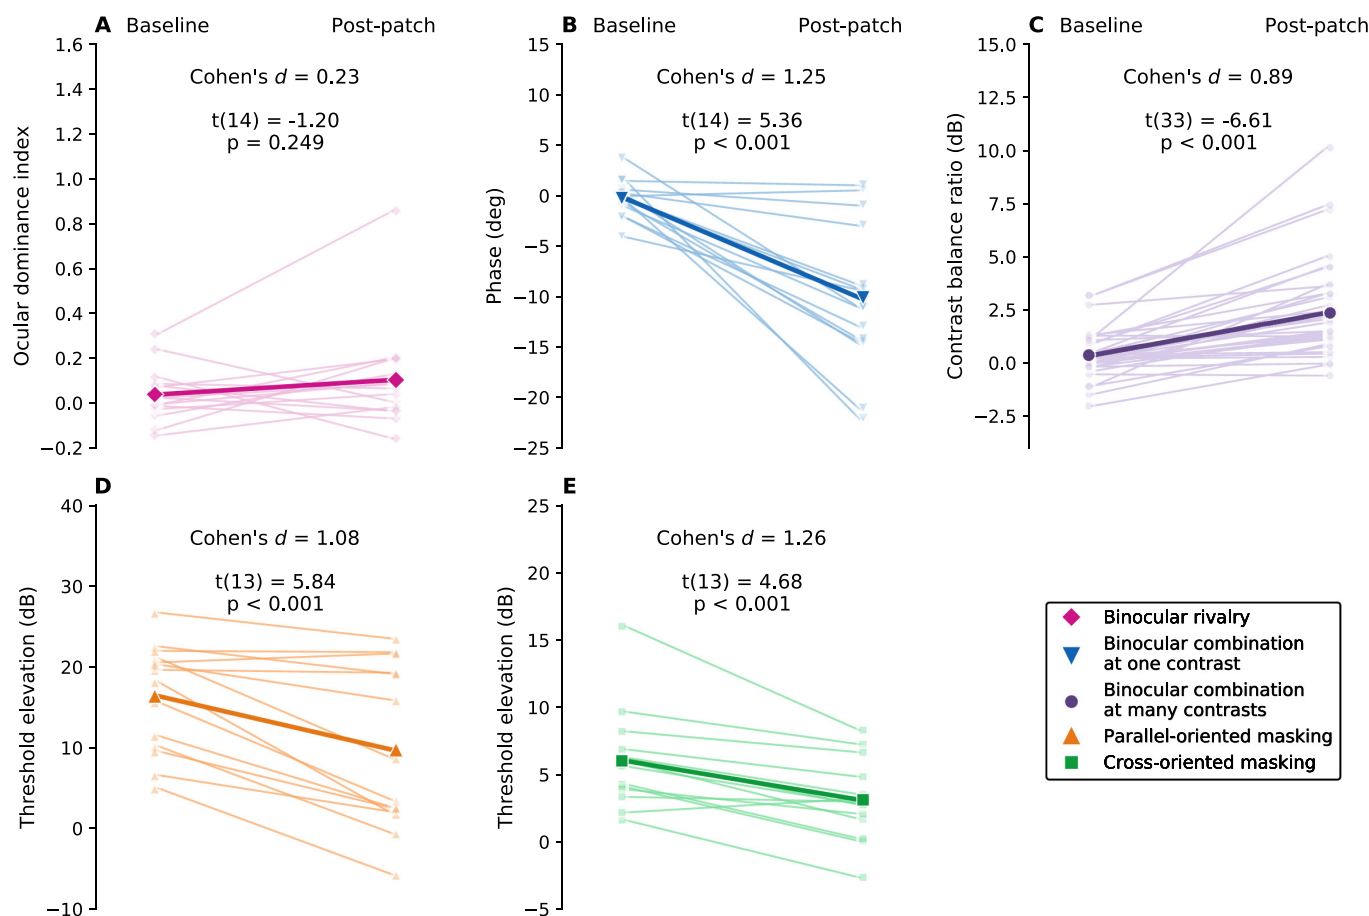 A
Baseline
Post-patch
1.6
1.4
1.2
1.0
0.8
0.6
0.4
0.2
0.0
−0.2
Ocular dominance index
Cohen's d = 0.23
t(14) = -1.20
p = 0.249
B
Baseline
Post-patch
15
10
5
0
−5
−10
−15
−20
−25
Phase (deg)
Cohen's d = 1.25
t(14) = 5.36
p < 0.001
C
Baseline
Post-patch
15.0
12.5
10.0
7.5
5.0
2.5
0.0
−2.5
Contrast balance ratio (dB)
Cohen's d = 0.89
t(33) = -6.61
p < 0.001
D
40
30
20
10
0
−10
Threshold elevation (dB)
Cohen's d = 1.08
t(13) = 5.84
p < 0.001
E
25
20
15
10
5
0
−5
Threshold elevation (dB)
Cohen's d = 1.26
t(13) = 4.68
p < 0.001
Binocular rivalry
Binocular combination
at one contrast
Binocular combination
at many contrasts
Parallel-oriented masking
Cross-oriented masking